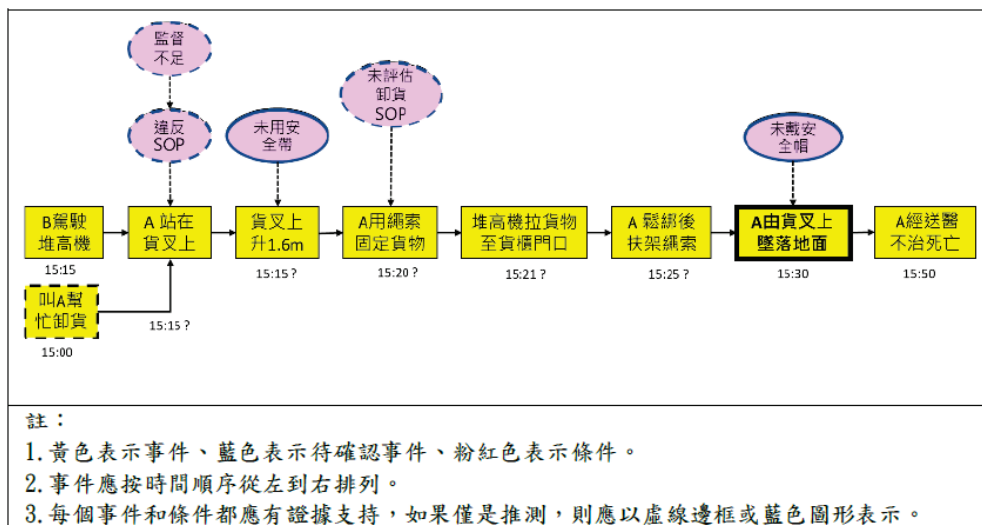 監督
不足
違反
SOP
未用安
全帶
未評估
卸貨
SOP
未戴安
全帽
B駕駛
堆高機
15:15
A 站在
貨叉上
15:15 ?
貨叉上
升1.6m
15:15 ?
A用繩索
固定貨物
15:20 ?
堆高機拉貨物
至貨櫃門口
15:21 ?
A 鬆綁後
扶架繩索
15:25 ?
A由貨叉上
墜落地面
15:30
A經送醫
不治死亡
15:50
叫A幫
忙卸貨
15:00
註：
1.黃色表示事件、藍色表示待確認事件、粉紅色表示條件。
2.事件應按時間順序從左到右排列。
3.每個事件和條件都應有證據支持，如果僅是推測，則應以虛線邊框或藍色圖形表示。